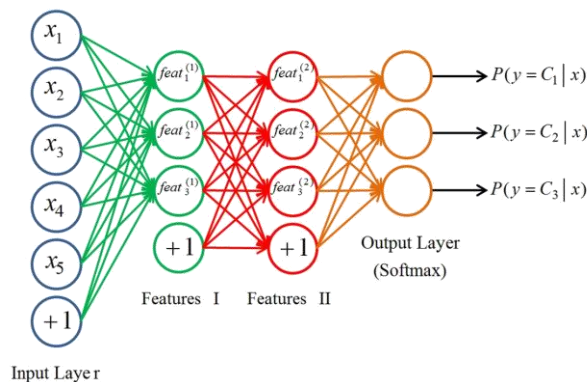 x₁
x₂
x₃
x₄
x₅
+1
Input Laye r
feat₁⁽¹⁾
feat₂⁽¹⁾
feat₃⁽¹⁾
+1
Features I
feat₁⁽²⁾
feat₂⁽²⁾
feat₃⁽²⁾
+1
Features II
Output Layer
(Softmax)
P(y = C₁ | x)
P(y = C₂ | x)
P(y = C₃ | x)